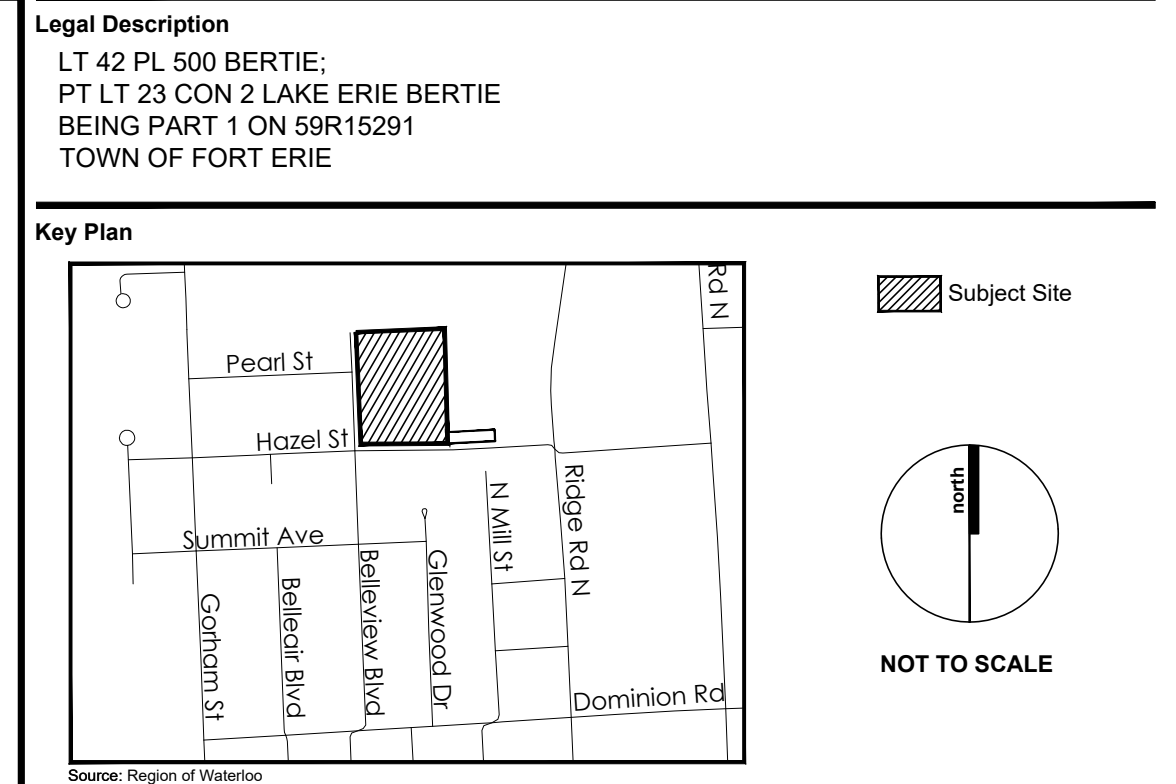 Legal Description
LT 42 PL 500 BERTIE;
PT LT 23 CON 2 LAKE ERIE BERTIE
BEING PART 1 ON 59R15291
TOWN OF FORT ERIE
Key Plan
Rd N
Subject Site
Pearl St
Hazel St
Ridge Rd N
N Mill St
north
Summit Ave
Glenwood Dr
Belleview Blvd
Belleair Blvd
Gorham St
NOT TO SCALE
Dominion Rd
Source: Region of Waterloo